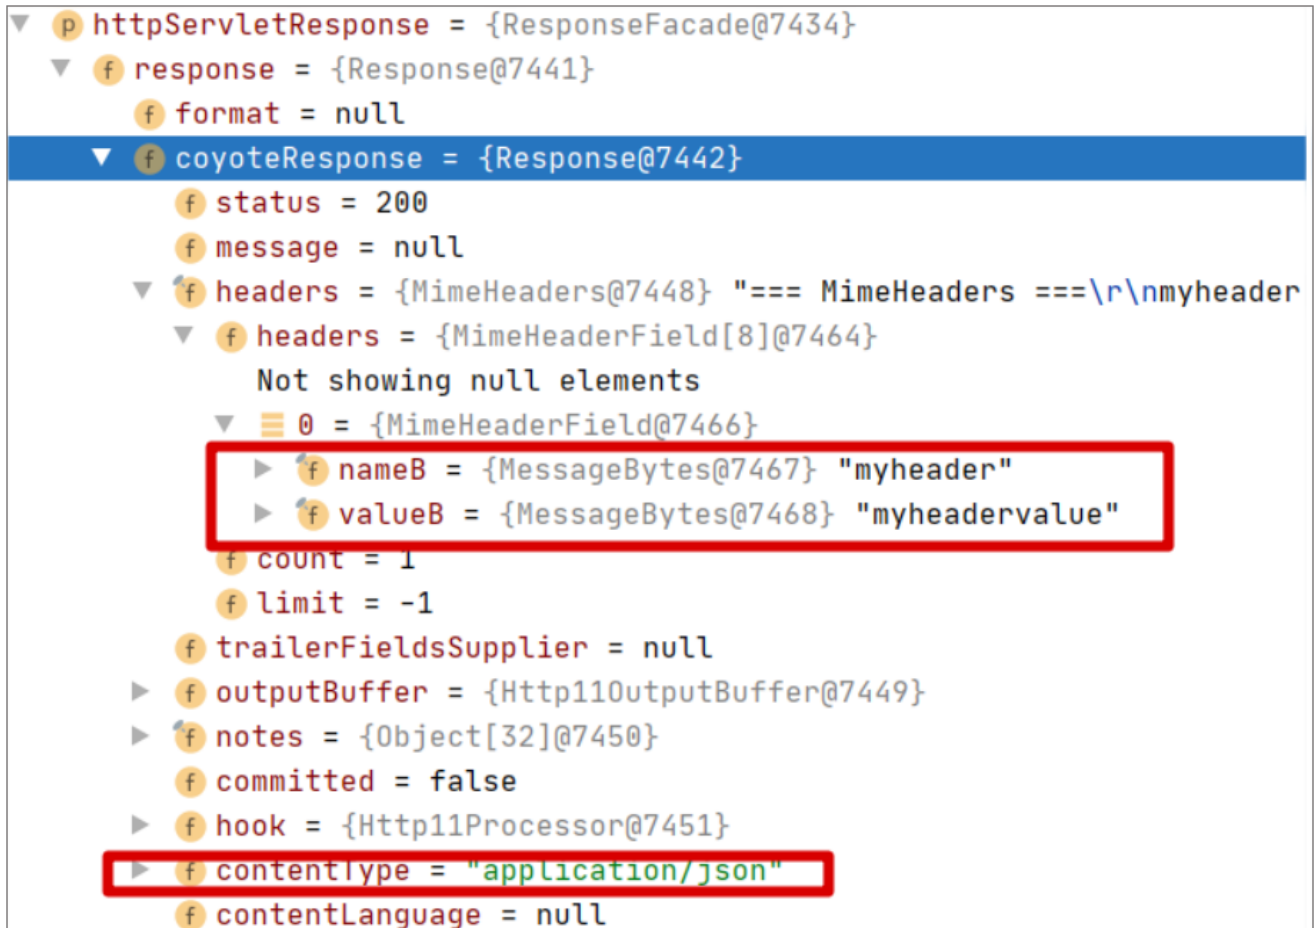 p httpServletResponse = {ResponseFacade@7434}
f response = {Response@7441}
f format = null
f coyoteResponse = {Response@7442}
f status = 200
f message = null
f headers = {MimeHeaders@7448} "=== MimeHeaders ===\r\nmyheader
f headers = {MimeHeaderField[8]@7464}
Not showing null elements
0 = {MimeHeaderField@7466}
f nameB = {MessageBytes@7467} "myheader"
f valueB = {MessageBytes@7468} "myheadervalue"
f count = 1
f limit = -1
f trailerFieldsSupplier = null
f outputBuffer = {Http11OutputBuffer@7449}
f notes = {Object[32]@7450}
f committed = false
f hook = {Http11Processor@7451}
f contentType = "application/json"
f contentLanguage = null